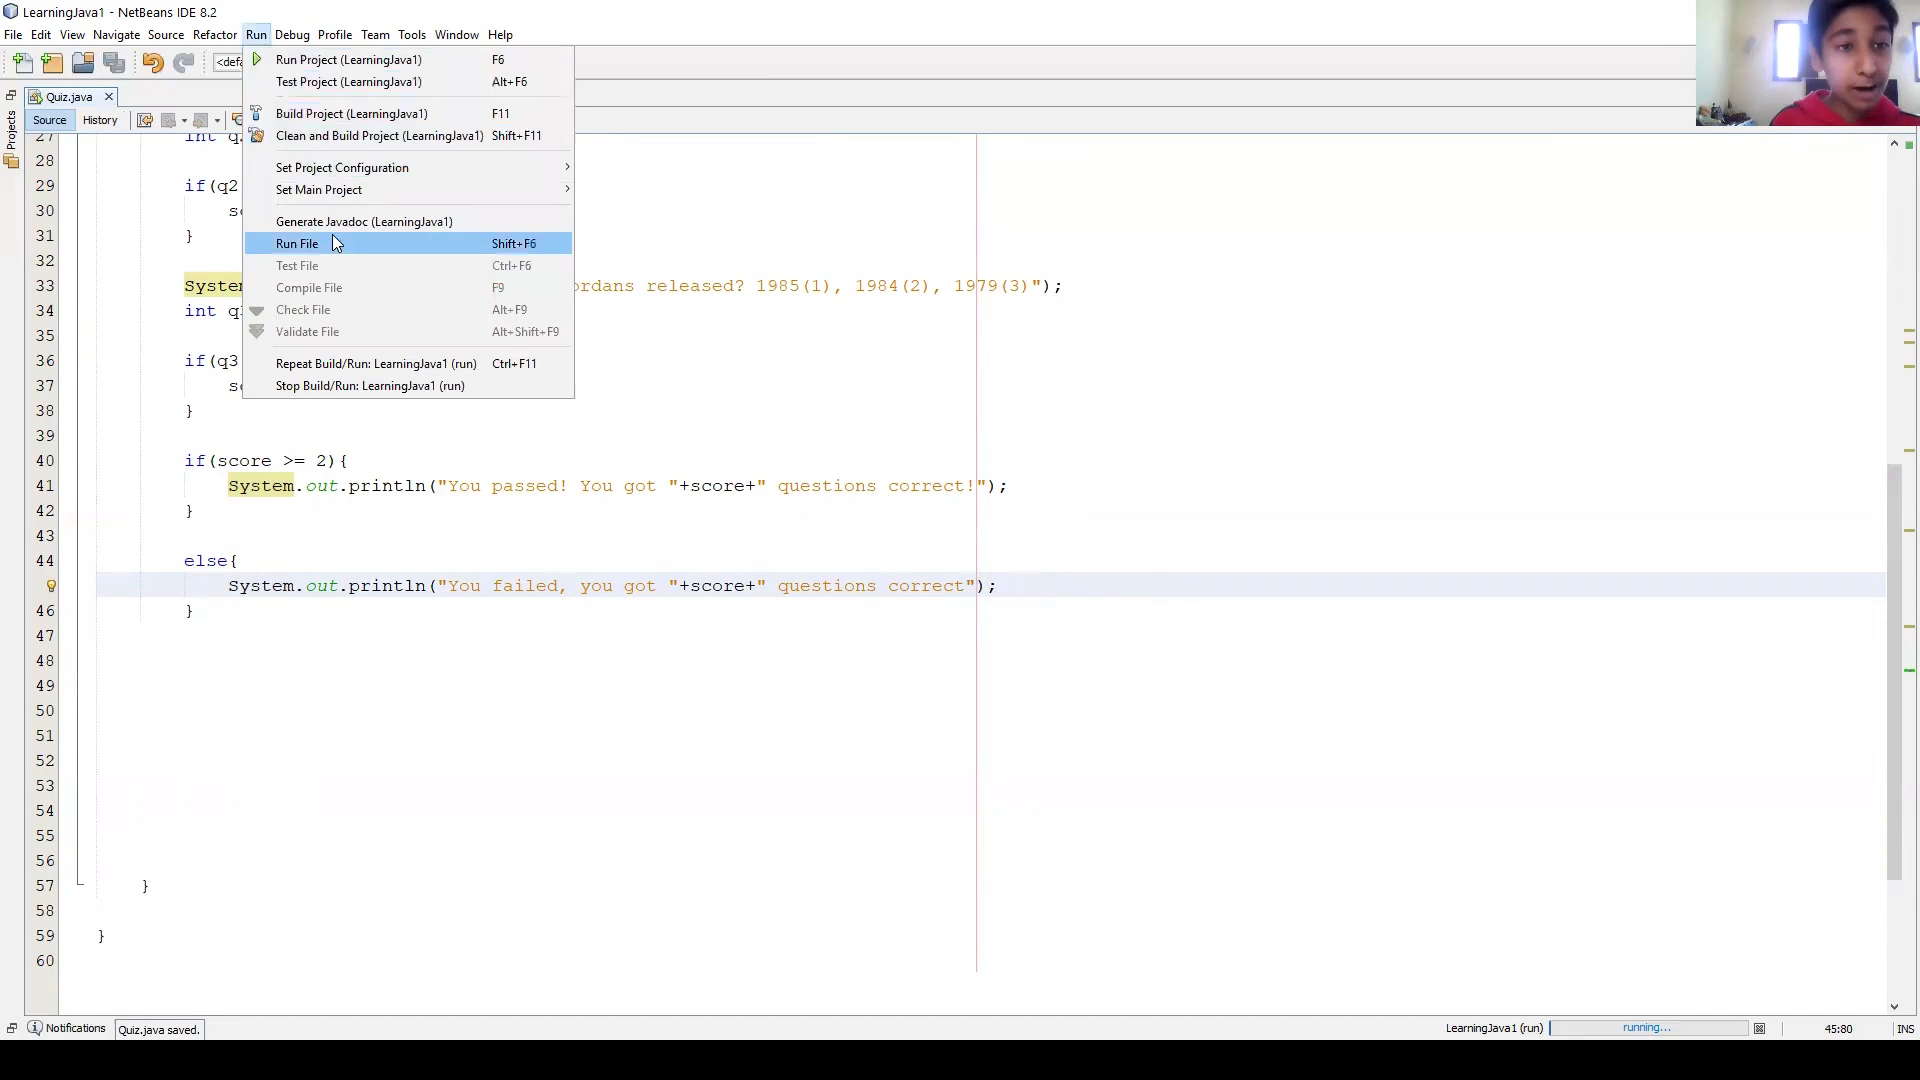 LearningJava1 - NetBeans IDE 8.2
File Edit View Navigate Source Refactor Run Debug Profile Team Tools Window Help
<def
Run Project (LearningJava1) F6
Test Project (LearningJava1) Alt+F6
Build Project (LearningJava1) F11
Clean and Build Project (LearningJava1) Shift+F11
Set Project Configuration
Set Main Project
Generate Javadoc (LearningJava1)
Run File Shift+F6
Test File Ctrl+F6
Compile File F9
Check File Alt+F9
Validate File Alt+Shift+F9
Repeat Build/Run: LearningJava1 (run) Ctrl+F11
Stop Build/Run: LearningJava1 (run)
Projects
Quiz.java
Source History
27 int q
28
29 if(q2
30 s
31 }
32
33 System ordans released? 1985(1), 1984(2), 1979(3)");
34 int q
35
36 if(q3
37 s
38 }
39
40 if(score >= 2){
41 System.out.println("You passed! You got "+score+" questions correct!");
42 }
43
44 else{
System.out.println("You failed, you got "+score+" questions correct");
46 }
47
48
49
50
51
52
53
54
55
56
57 }
58
59 }
60
Notifications Quiz.java saved. LearningJava1 (run) running... 45:80 INS